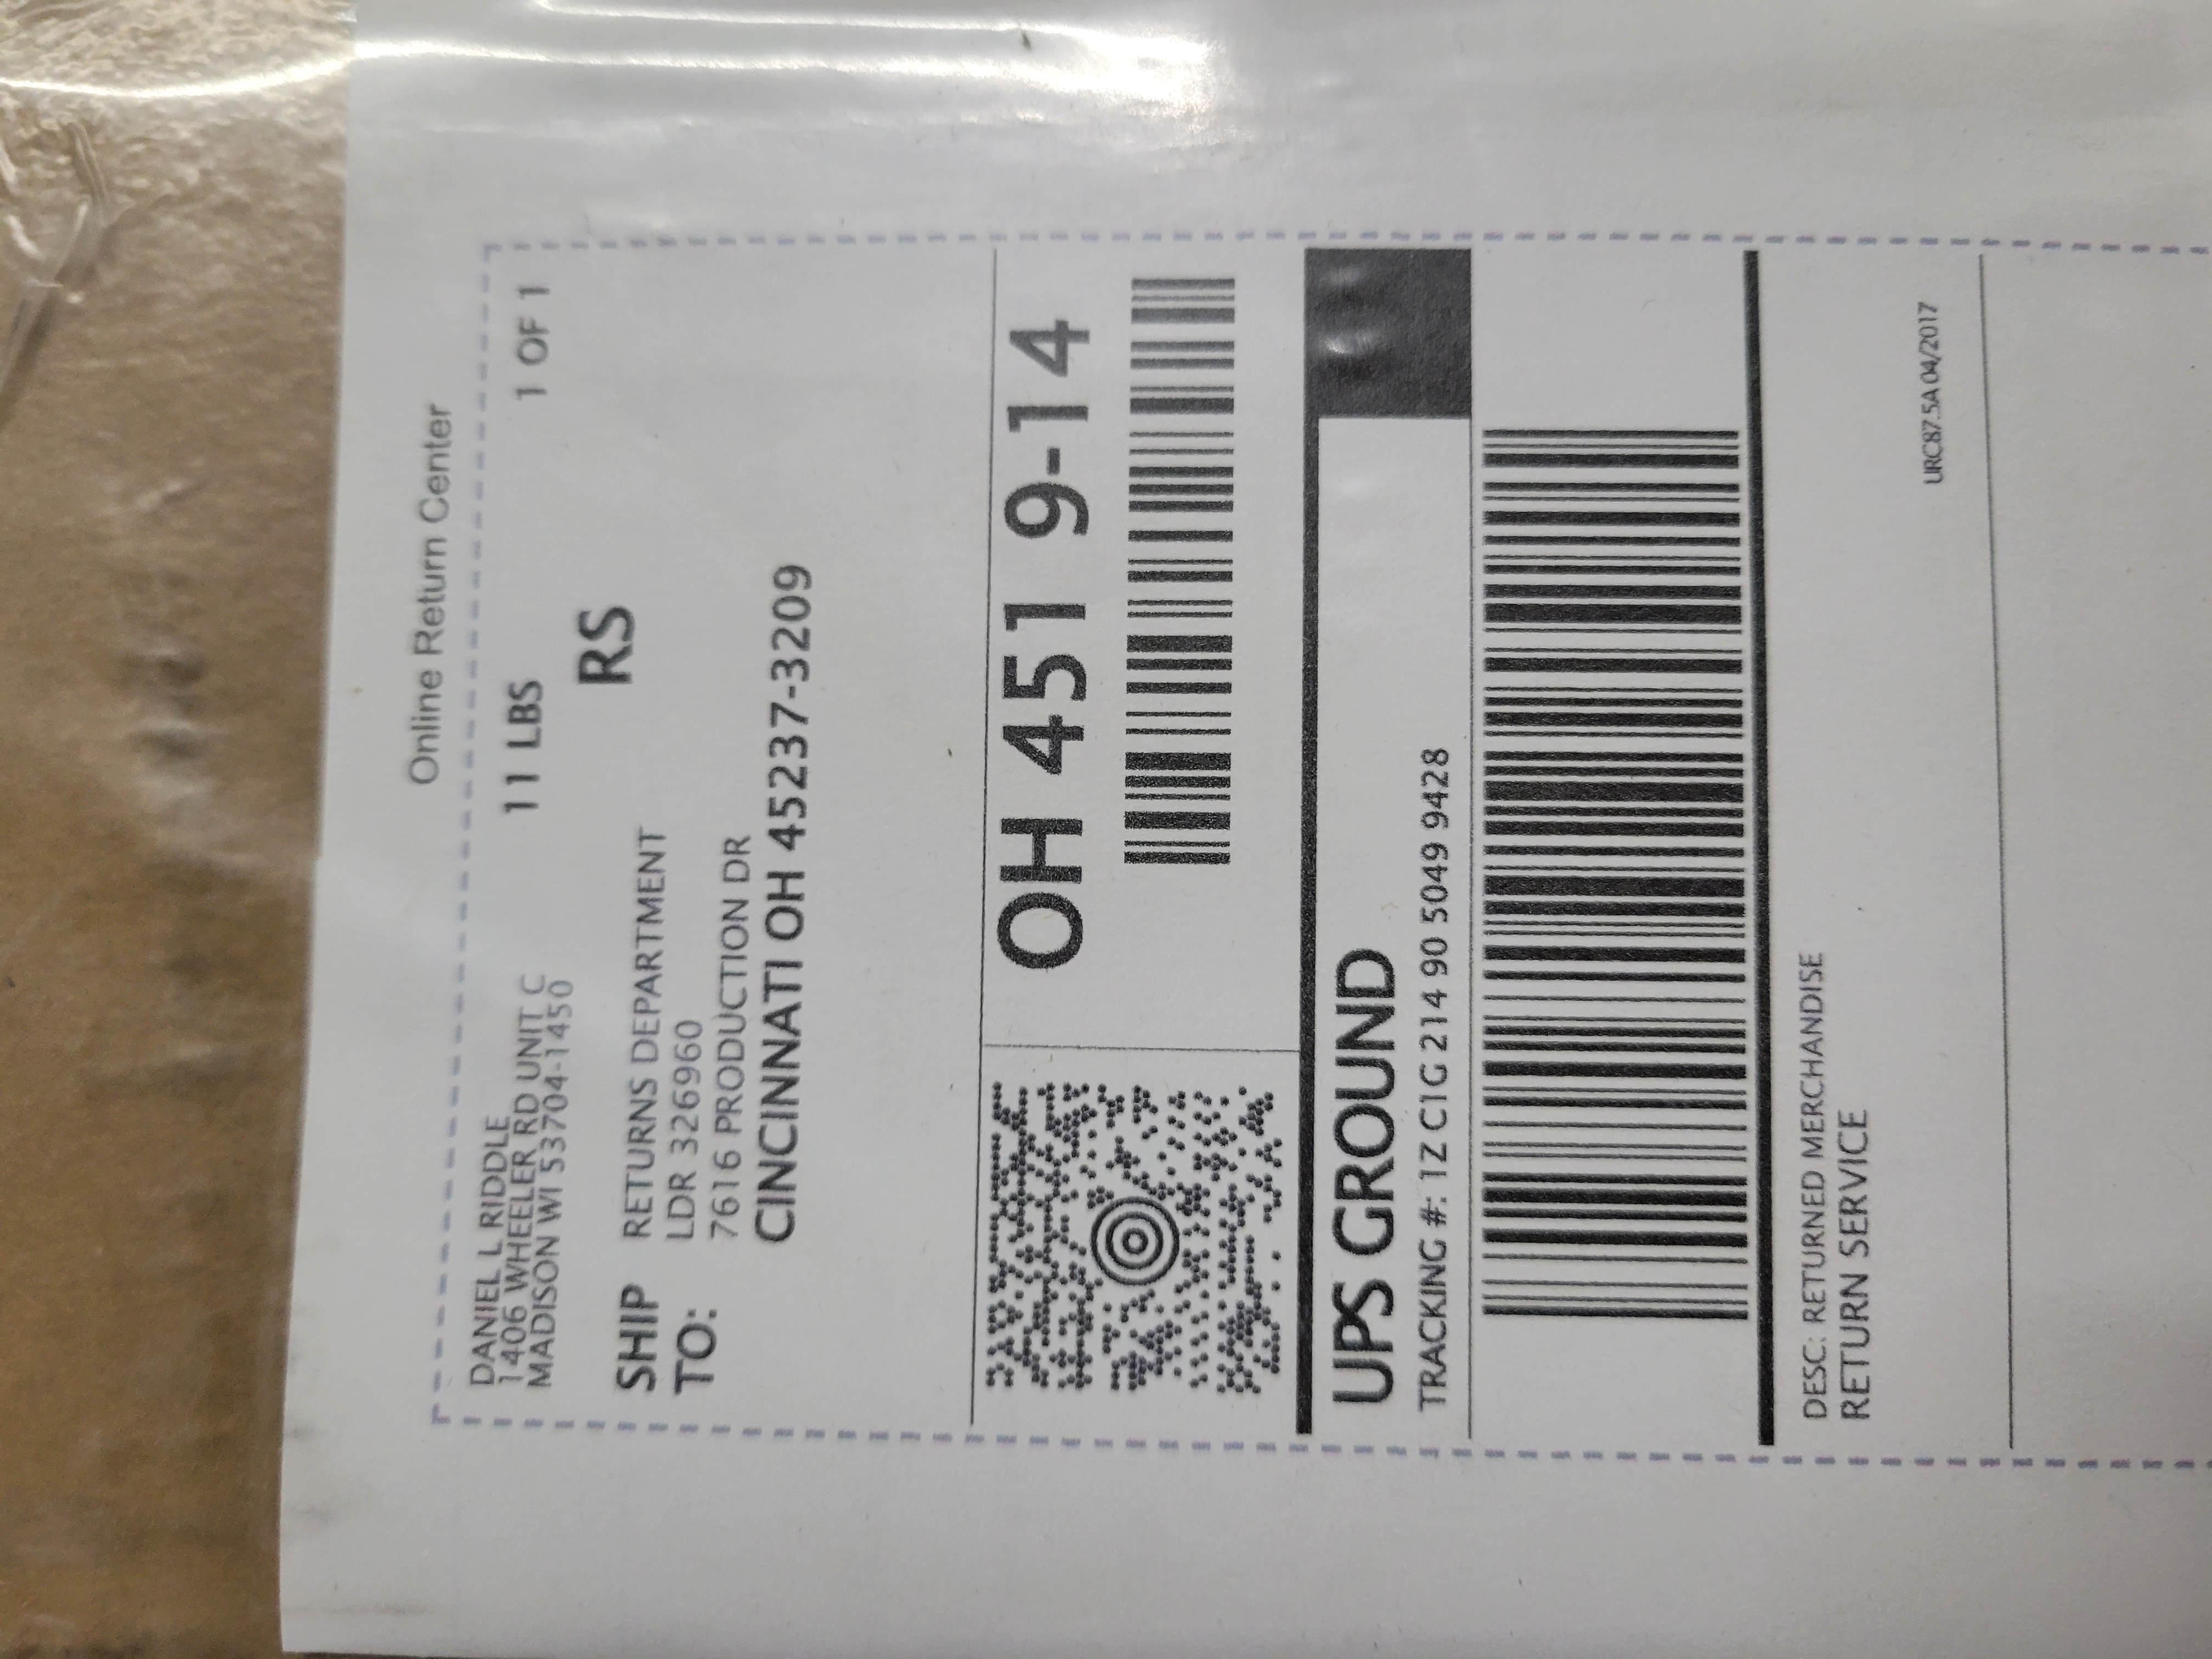 Online Return Center
DANIEL L RIDDLE
1406 WHEELER RD UNIT C
MADISON WI 53704-1450
11 LBS
1 OF 1
RS
SHIP
TO:
RETURNS DEPARTMENT
LDR 326960
7616 PRODUCTION DR
CINCINNATI OH 45237-3209
OH 451 9-14
UPS GROUND
TRACKING #: 1Z C1G 214 90 5049 9428
DESC: RETURNED MERCHANDISE
RETURN SERVICE
URC87.5A 04/2017